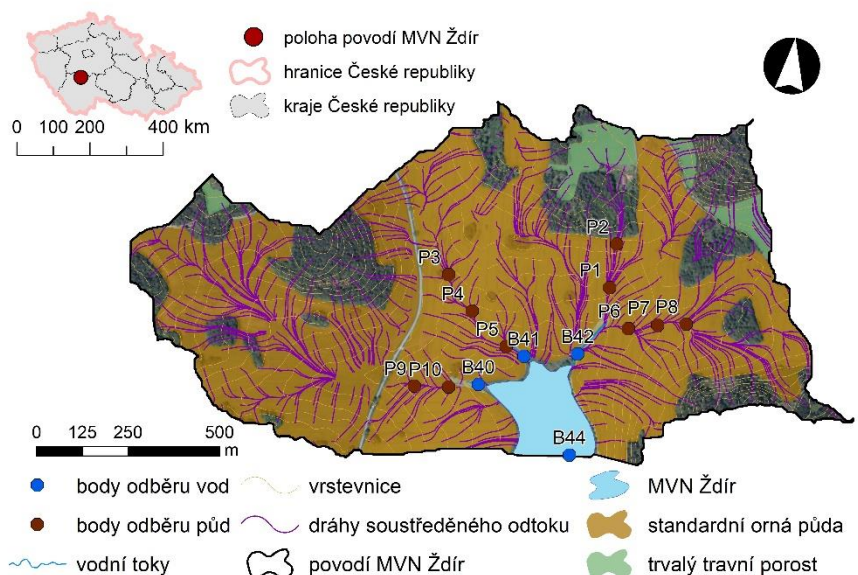 poloha povodí MVN Ždír
hranice České republiky
kraje České republiky
0 100 200 400 km
P2
P3
P1
P4
P6 P7 P8
P5
B41 B42
P9 P10 B40
0 125 250 500
m
B44
body odběru vod
vrstevnice
MVN Ždír
body odběru půd
dráhy soustředěného odtoku
standardní orná půda
vodní toky
povodí MVN Ždír
trvalý travní porost